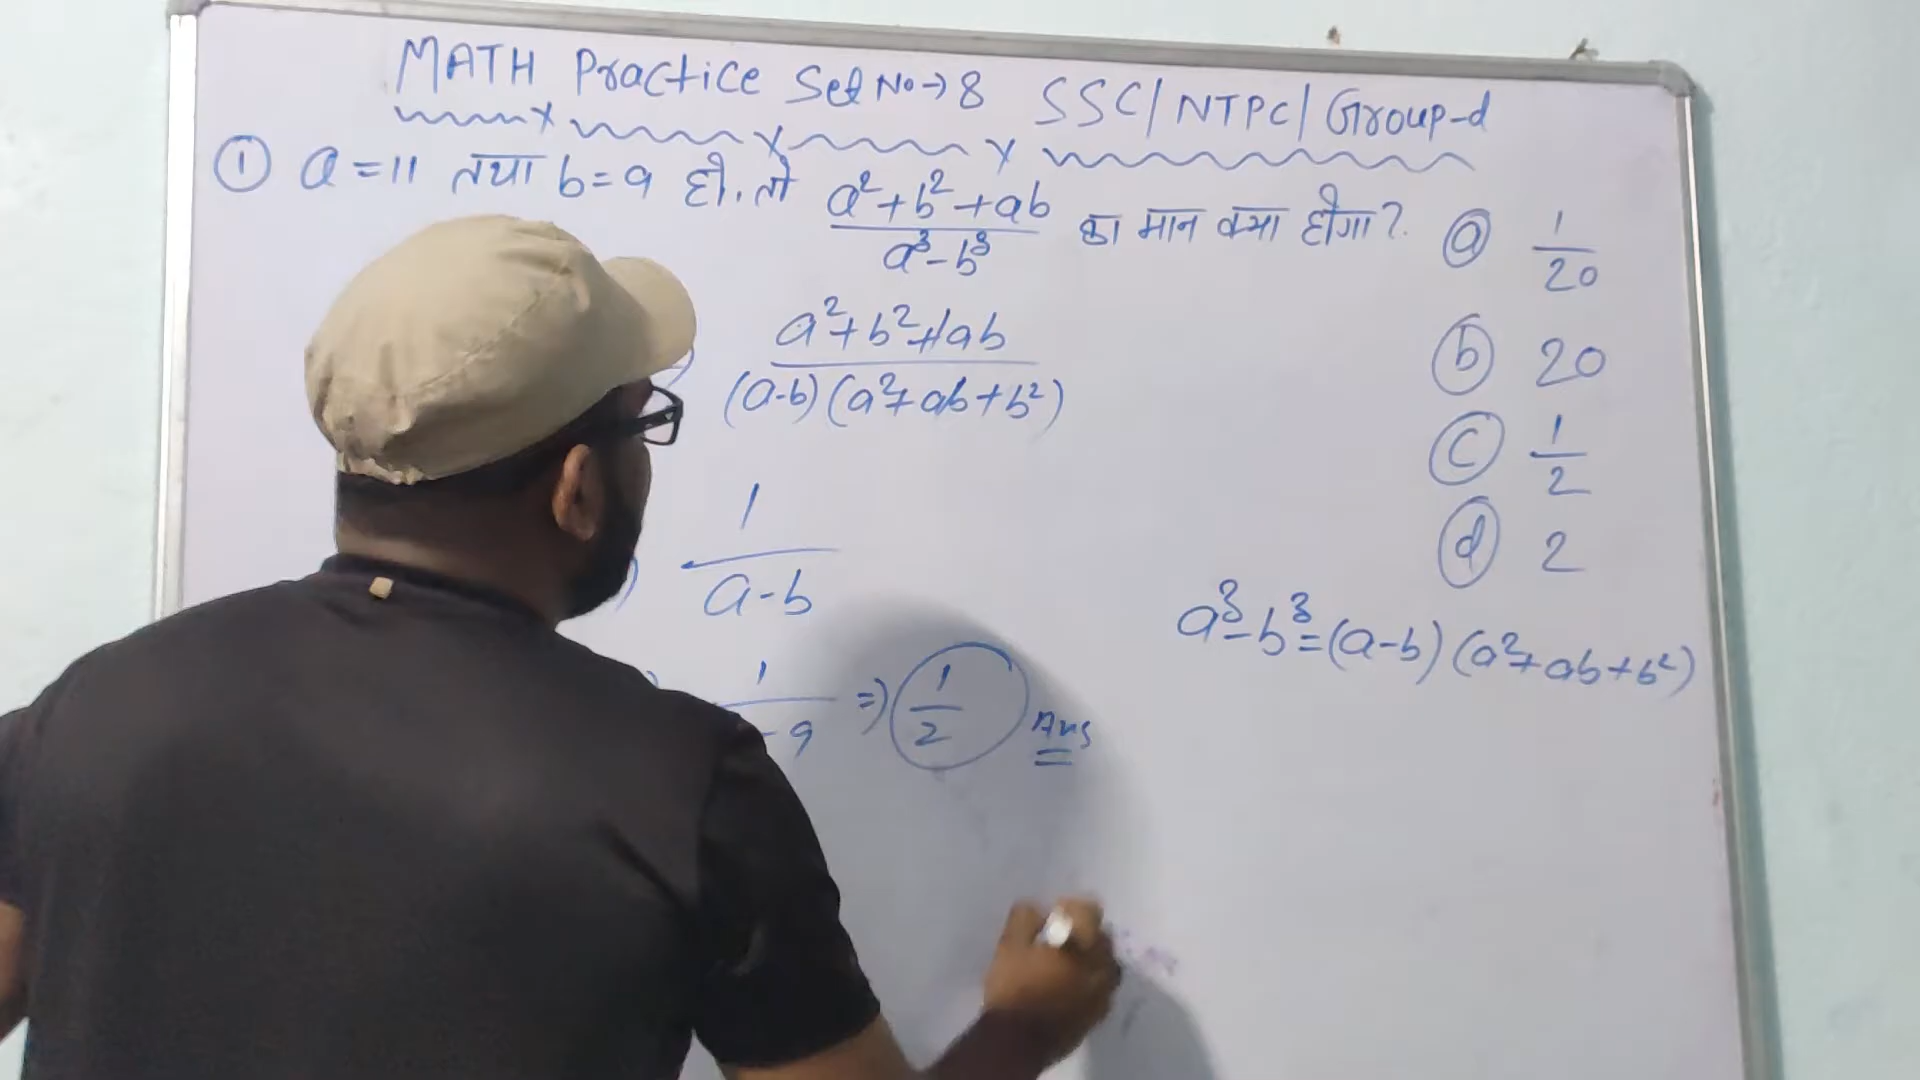 MATH Practice Set No→8 SSC/NTPC/Group-d
① a=11 तथा b=9 हो. तो (a²+b²+ab)/(a³-b³) का मान क्या होगा?
ⓐ 1/20
ⓑ 20
ⓒ 1/2
ⓓ 2
(a²+b²+ab)/((a-b)(a²+ab+b²))
1/(a-b)
a³-b³=(a-b)(a²+ab+b²)
1/-9 ⇒ 1/2 Ans